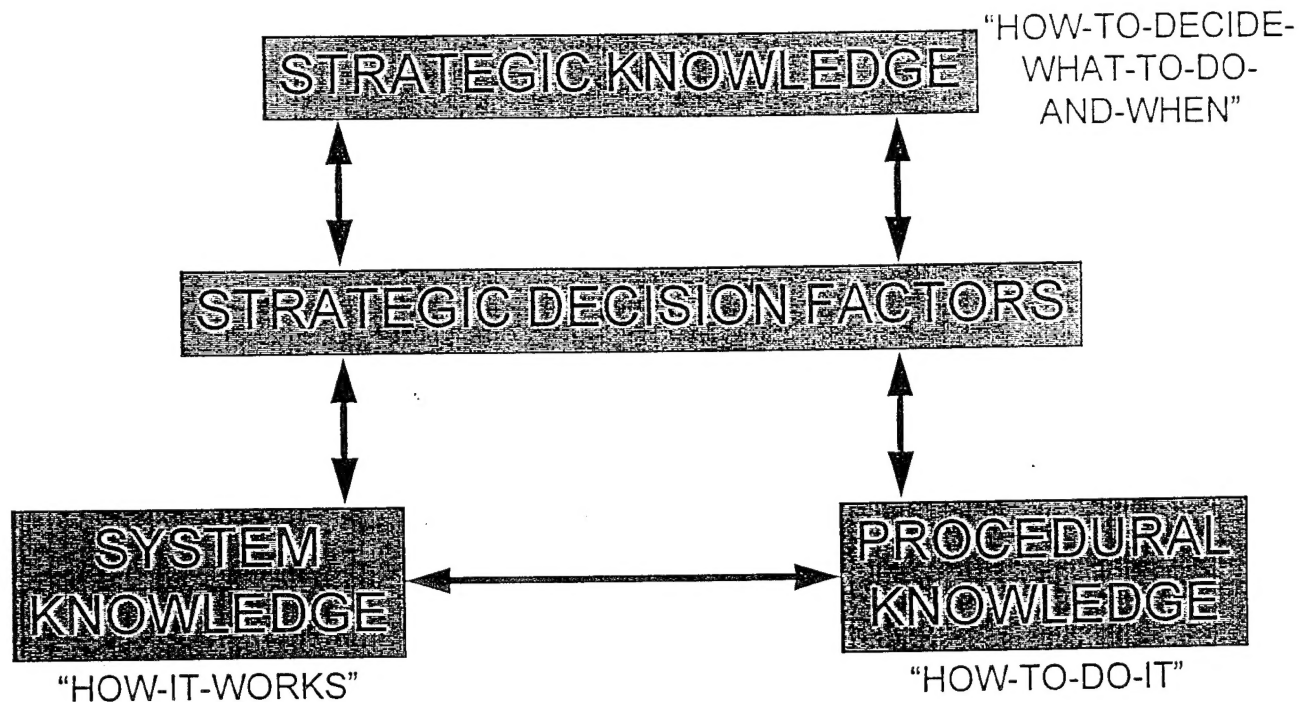 STRATEGIC KNOWLEDGE
“HOW-TO-DECIDE-
WHAT-TO-DO-
AND-WHEN”
STRATEGIC DECISION FACTORS
SYSTEM
KNOWLEDGE
“HOW-IT-WORKS”
PROCEDURAL
KNOWLEDGE
“HOW-TO-DO-IT”